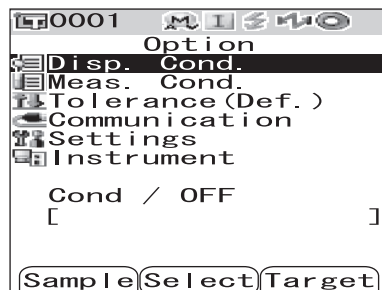 0001 M I
Option
Disp. Cond.
Meas. Cond.
Tolerance(Def.)
Communication
Settings
Instrument
Cond / OFF
[ ]
Sample Select Target